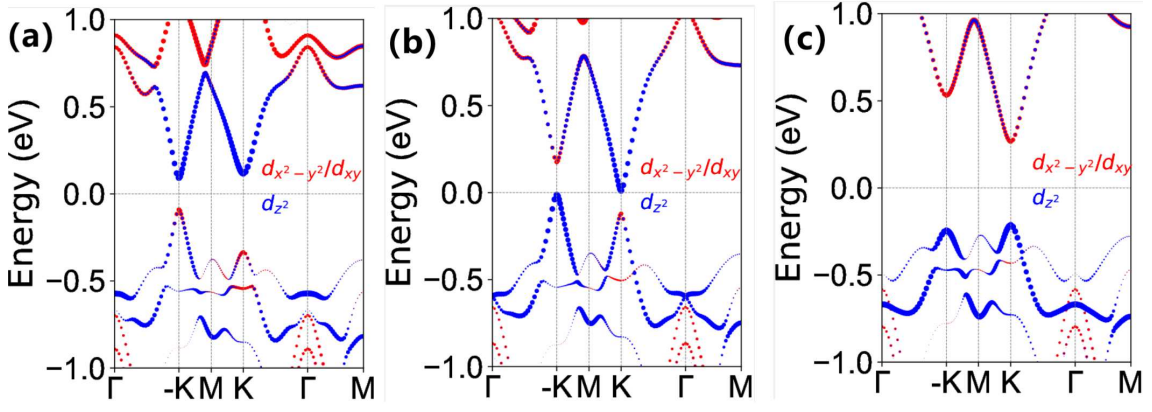 (a)
Energy (eV)
1.0
0.5
0.0
−0.5
−1.0
d_{x²−y²}/d_{xy}
d_{z²}
Γ -K M K Γ M
(b)
Energy (eV)
1.0
0.5
0.0
−0.5
−1.0
d_{x²−y²}/d_{xy}
d_{z²}
Γ -K M K Γ M
(c)
Energy (eV)
1.0
0.5
0.0
−0.5
−1.0
d_{x²−y²}/d_{xy}
d_{z²}
Γ -K M K Γ M